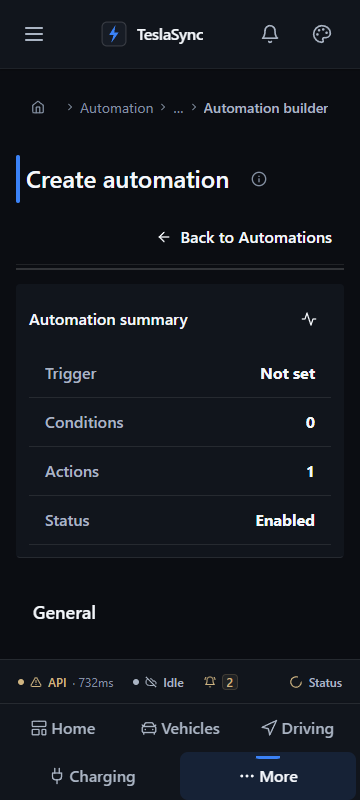 TeslaSync
Automation ... Automation builder
Create automation
Back to Automations
Automation summary
Trigger Not set
Conditions 0
Actions 1
Status Enabled
General
API · 732ms Idle 2 Status
Home Vehicles Driving
Charging ··· More